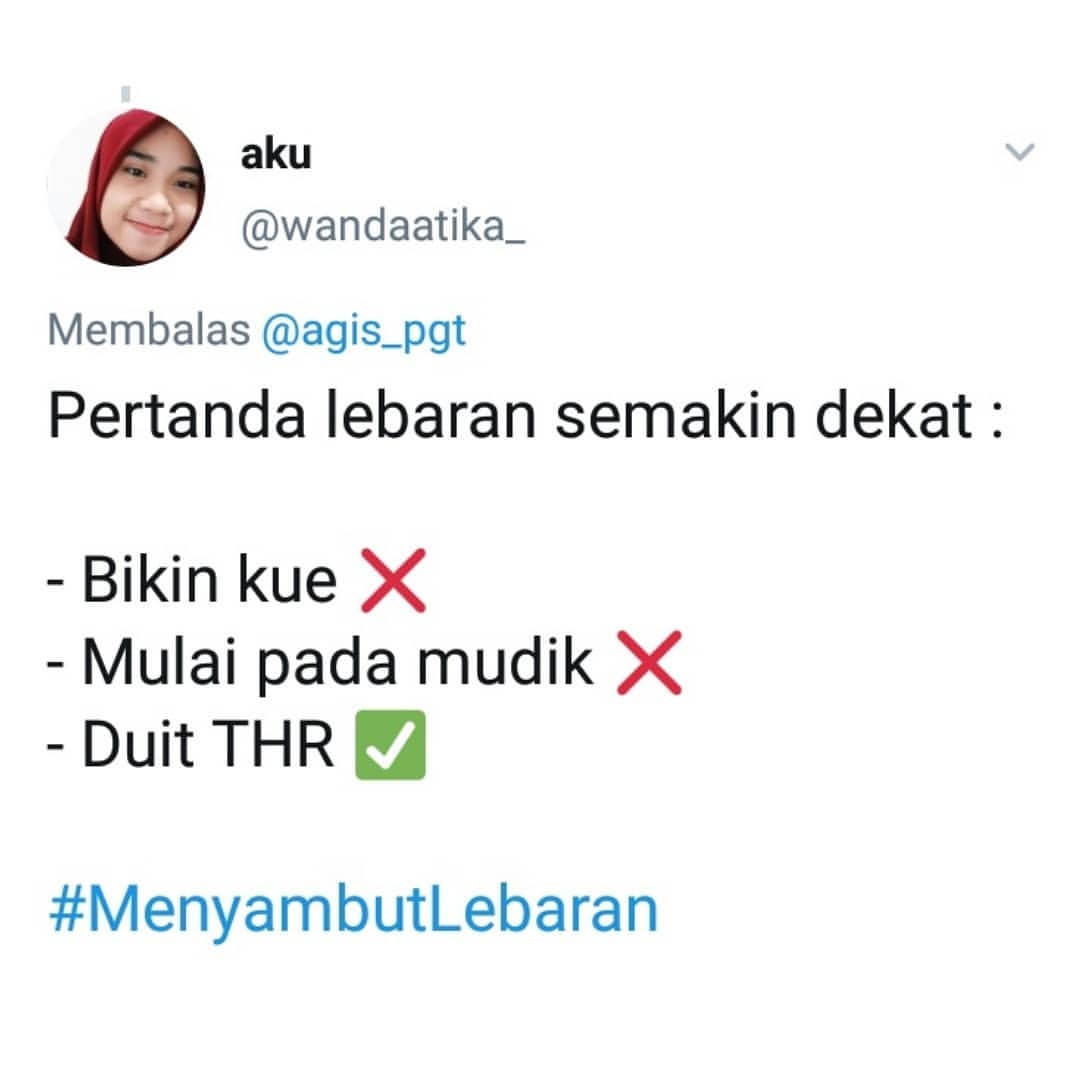 aku
@wandaatika_
Membalas @agis_pgt
Pertanda lebaran semakin dekat :
- Bikin kue ❌
- Mulai pada mudik ❌
- Duit THR ✅
#MenyambutLebaran